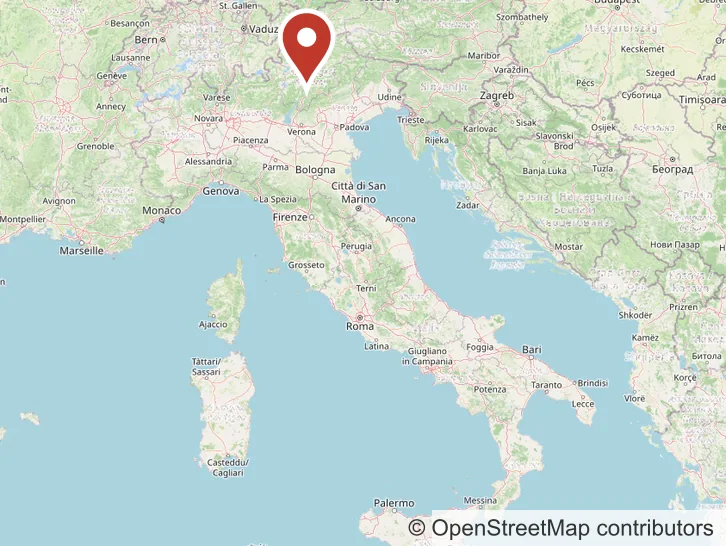 Besançon
St. Gallen
Vaduz
Bern
Lausanne
Annecy
Grenoble
Varese
Novara
Piacenza
Alessandria
Parma
Verona
Padova
Bologna
Genova
La Spezia
Città di San
Marino
Firenze
Avignon
Monaco
Montpellier
Marseille
Ancona
Perugia
Grosseto
Terni
Roma
Latina
Ajaccio
Tàttari/
Sassari
Casteddu/
Cagliari
Giugliano
in Campania
Foggia
Bari
Potenza
Taranto
Brindisi
Lecce
Palermo
Messina
Udine
Trieste
Rijeka
Zadar
Maribor
Varaždin
Zagreb
Karlovac
Sisak
Slavonski
Brod
Osijek
Banja Luka
Tuzla
Mostar
Szombathely
Budapest
Kecskemét
Szeged
Pécs
Arad
Суботица
Timișoara
Београд
Нови Пазар
Shkodër
Prizren
Kamëz
Битола
Korçë
Vlorë
© OpenStreetMap contributors